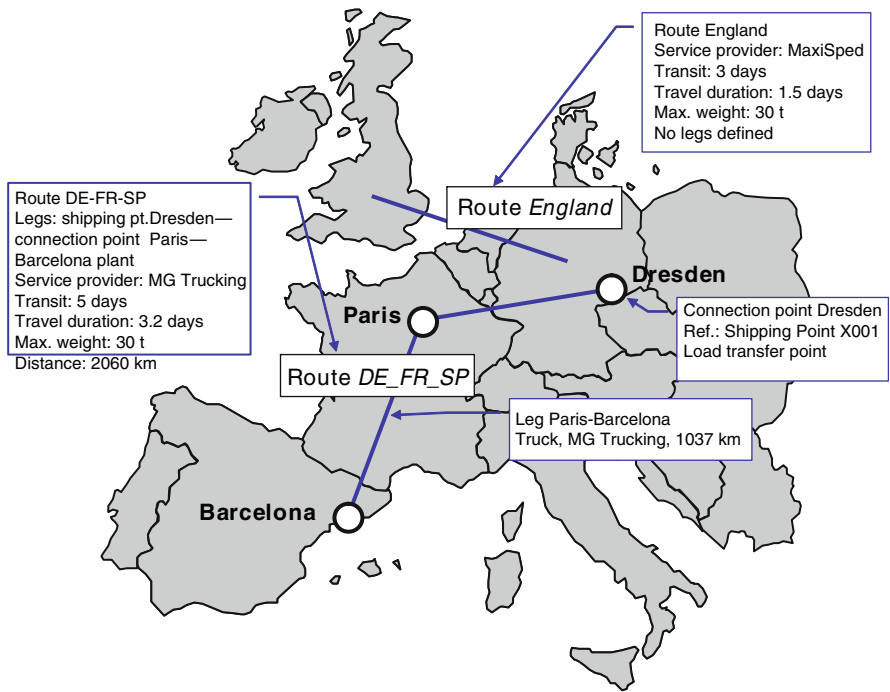 Route England
Service provider: MaxiSped
Transit: 3 days
Travel duration: 1.5 days
Max. weight: 30 t
No legs defined
Route DE-FR-SP
Legs: shipping pt.Dresden—
connection point Paris—
Barcelona plant
Service provider: MG Trucking
Transit: 5 days
Travel duration: 3.2 days
Max. weight: 30 t
Distance: 2060 km
Route England
Dresden
Paris
Connection point Dresden
Ref.: Shipping Point X001
Load transfer point
Route DE_FR_SP
Leg Paris-Barcelona
Truck, MG Trucking, 1037 km
Barcelona